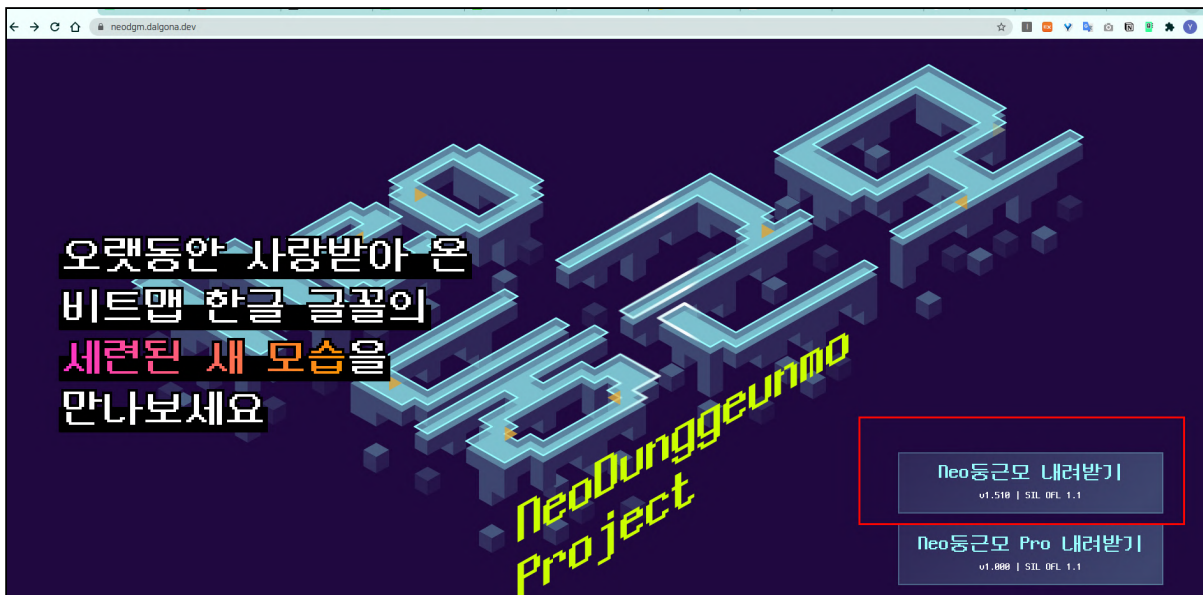 neodgm.dalgona.dev
오랫동안 사랑받아 온
비트맵 한글 글꼴의
세련된 새 모습을
만나보세요
NeoDunggeunmo
Project
Neo둥근모 내려받기
v1.510 | SIL OFL 1.1
Neo둥근모 Pro 내려받기
v1.000 | SIL OFL 1.1